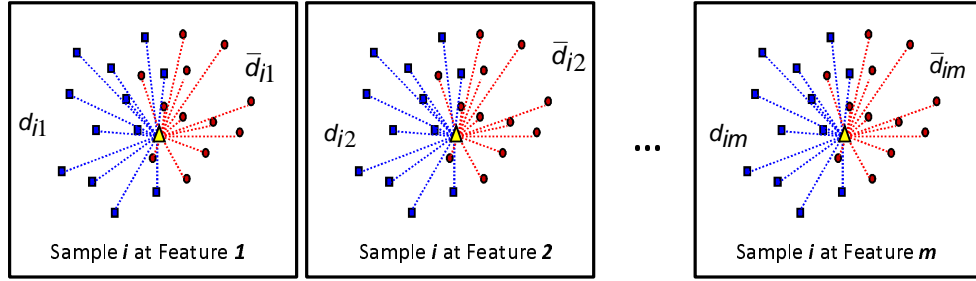 d̄i1
di1
Sample i at Feature 1
d̄i2
di2
Sample i at Feature 2
...
d̄im
dim
Sample i at Feature m